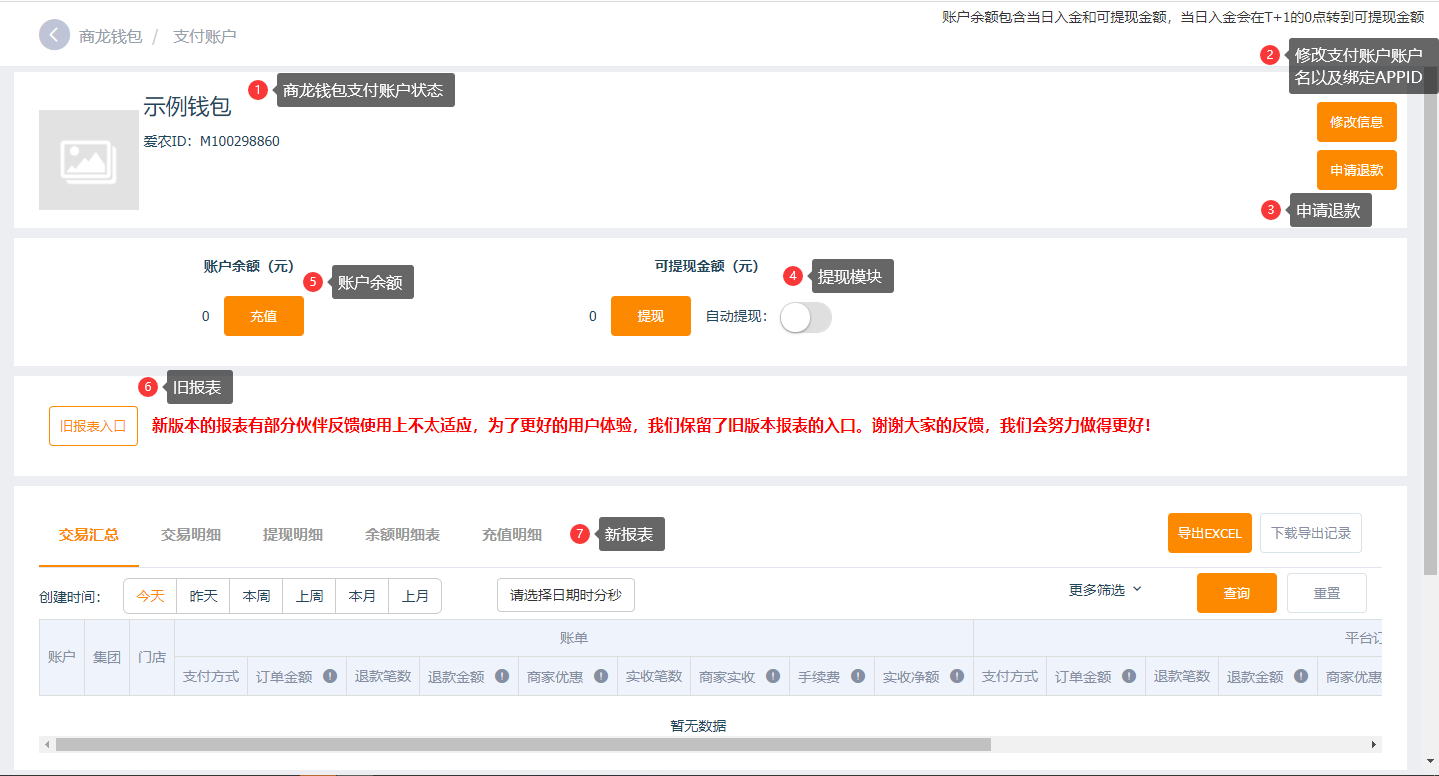 账户余额包含当日入金和可提现金额，当日入金会在T+1的0点转到可提现金额
商龙钱包 / 支付账户
2 修改支付账户账户
名以及绑定APPID
1 商龙钱包支付账户状态
示例钱包
爱农ID：M100298860
修改信息
申请退款
3 申请退款
账户余额（元）
5 账户余额
0 充值
可提现金额（元）
4 提现模块
0 提现 自动提现：
6 旧报表
旧报表入口 新版本的报表有部分伙伴反馈使用上不太适应，为了更好的用户体验，我们保留了旧版本报表的入口。谢谢大家的反馈，我们会努力做得更好！
交易汇总 交易明细 提现明细 余额明细表 充值明细 7 新报表 导出EXCEL 下载导出记录
创建时间： 今天 昨天 本周 上周 本月 上月 请选择日期时分秒 更多筛选 查询 重置
账户 集团 门店 账单 平台
支付方式 订单金额 退款笔数 退款金额 商家优惠 实收笔数 商家实收 手续费 实收净额 支付方式 订单金额 退款笔数 退款金额 商家优惠
暂无数据